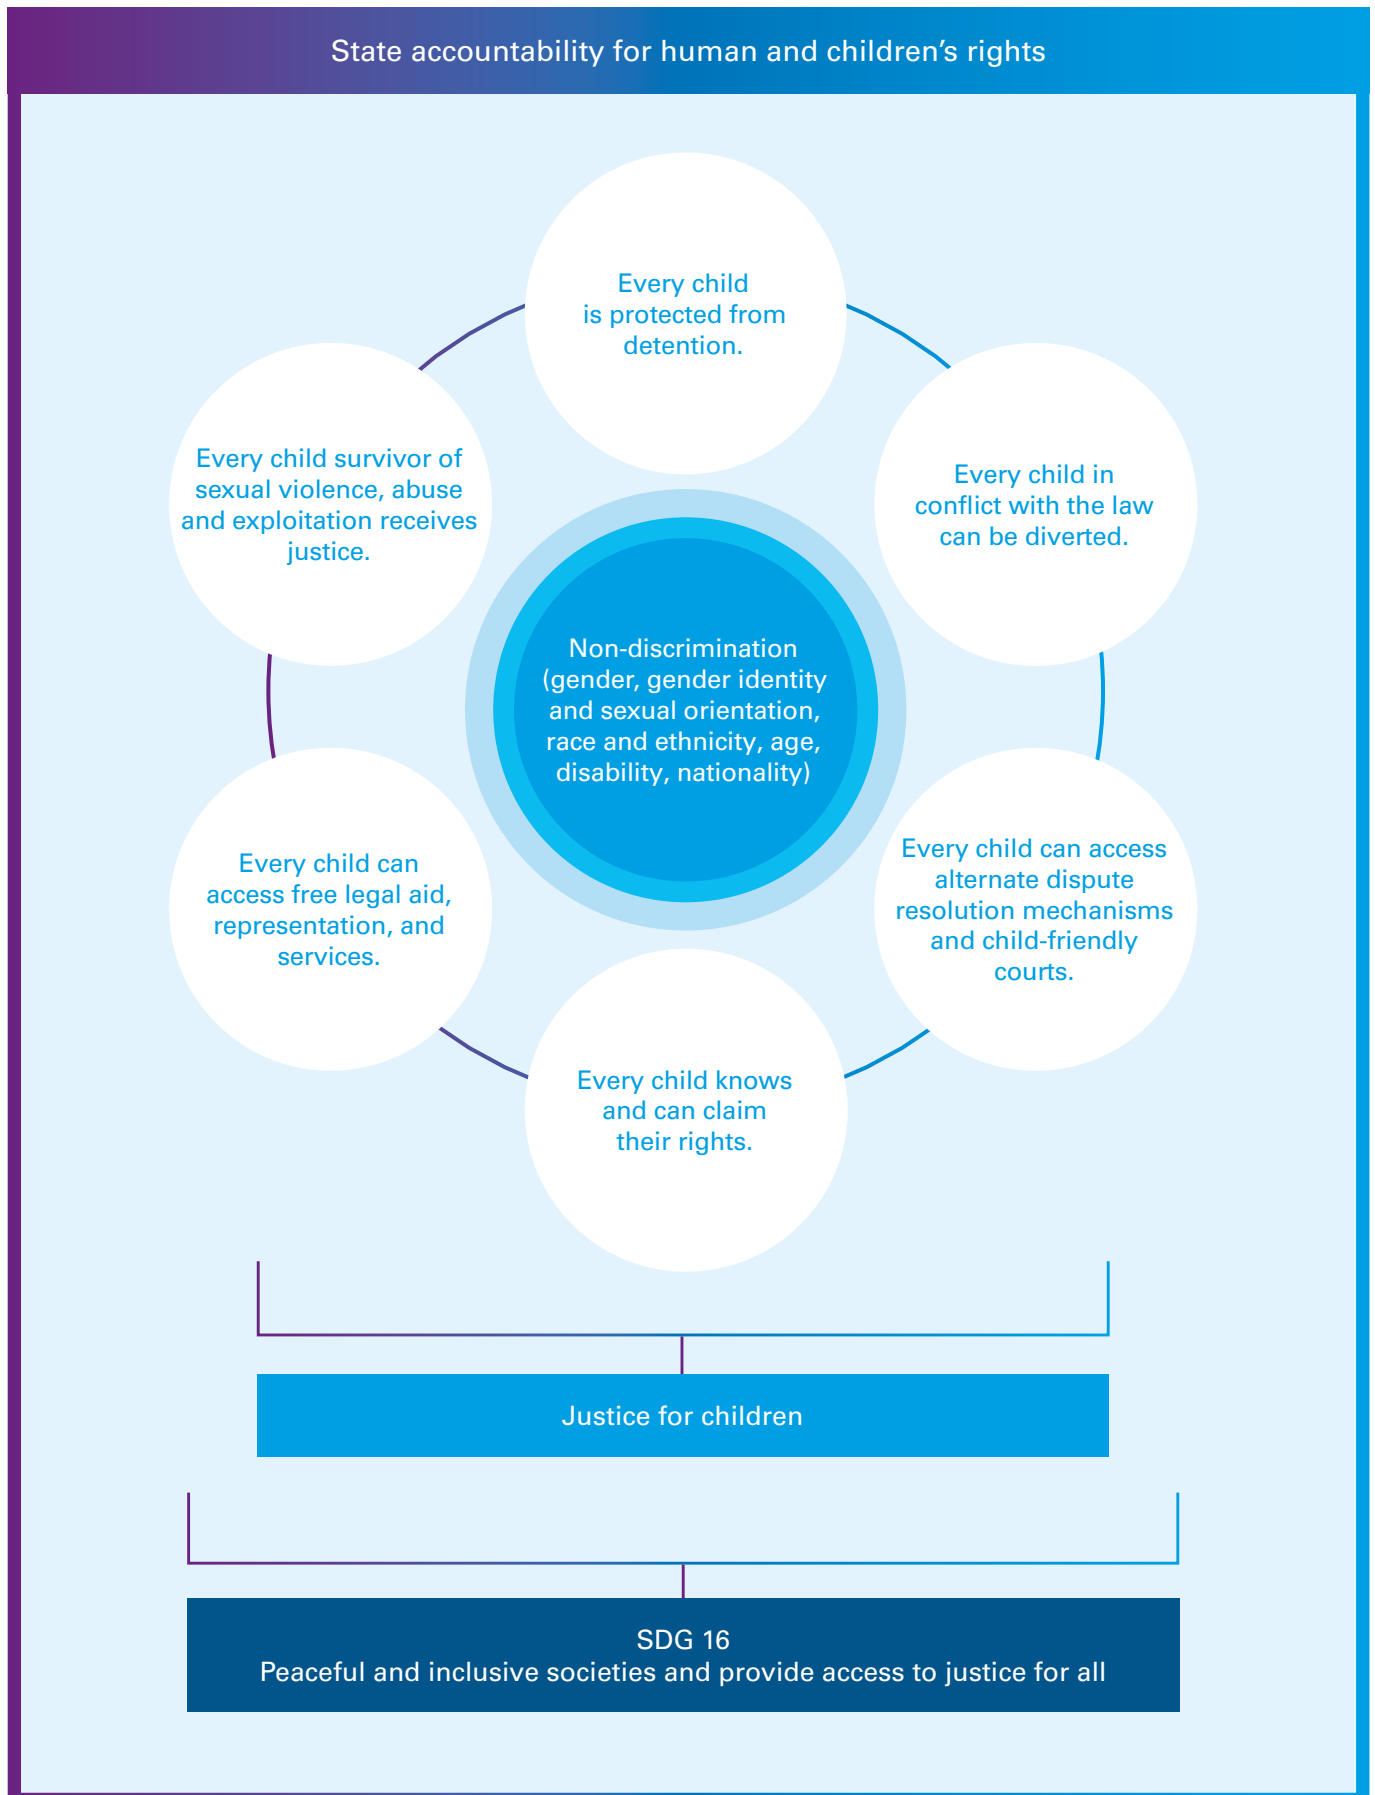 State accountability for human and children’s rights
Every child
is protected from
detention.
Every child survivor of
sexual violence, abuse
and exploitation receives
justice.
Every child in
conflict with the law
can be diverted.
Non-discrimination
(gender, gender identity
and sexual orientation,
race and ethnicity, age,
disability, nationality)
Every child can
access free legal aid,
representation, and
services.
Every child can access
alternate dispute
resolution mechanisms
and child-friendly
courts.
Every child knows
and can claim
their rights.
Justice for children
SDG 16
Peaceful and inclusive societies and provide access to justice for all